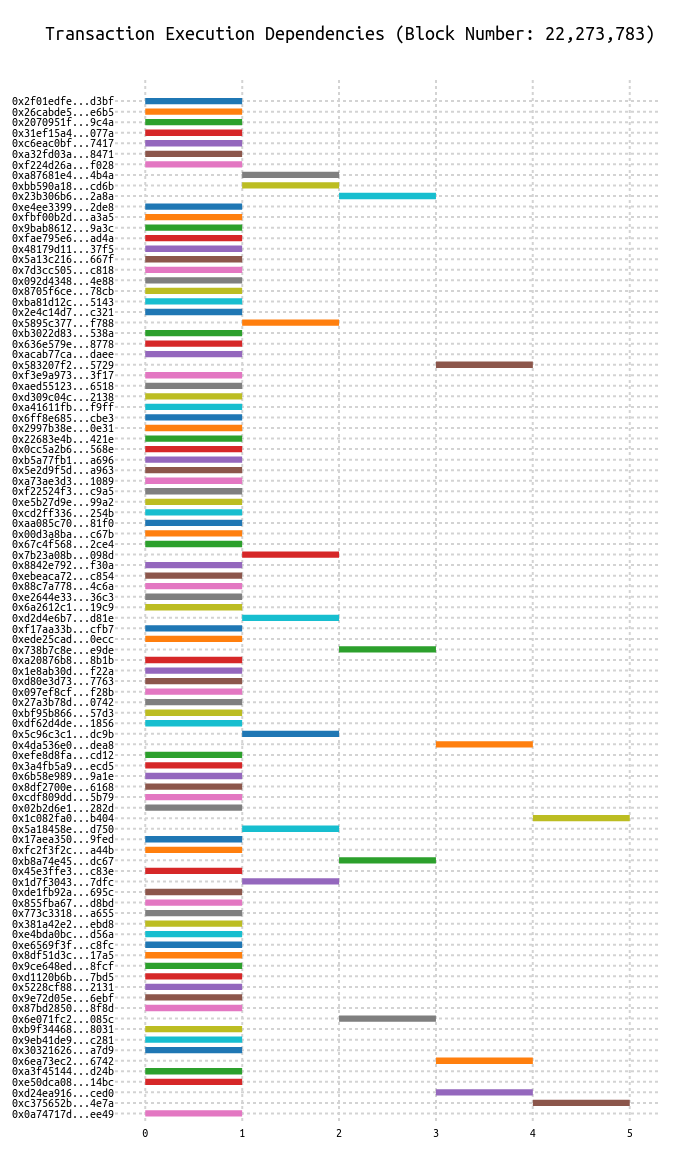 Transaction Execution Dependencies (Block Number: 22,273,783)
0x2f01edfe...d3bf
0x26cabde5...e6b5
0x2070951f...9c4a
0x31ef15a4...077a
0xc6eac0bf...7417
0xa32fd03a...8471
0xf224d26a...f028
0xa87681e4...4b4a
0xbb590a18...cd6b
0x23b306b6...2a8a
0xe4ee3399...2de8
0xfbf00b2d...a3a5
0x9bab8612...9a3c
0xfae795e6...ad4a
0x48179d11...37f5
0x5a13c216...667f
0x7d3cc505...c818
0x092d4348...4e88
0x8705f6ce...78cb
0xba81d12c...5143
0x2e4c14d7...c321
0x5895c377...f788
0xb3022d83...538a
0x636e579e...8778
0xacab77ca...daee
0x583207f2...5729
0xf3e9a973...3f17
0xaed55123...6518
0xd309c04c...2138
0xa41611fb...f9ff
0x6ff8e685...cbe3
0x2997b38e...0e31
0x22683e4b...421e
0x0cc5a2b6...568e
0xb5a77fb1...a696
0x5e2d9f5d...a963
0xa73ae3d3...1089
0xf22524f3...c9a5
0xe5b27d9e...99a2
0xcd2ff336...254b
0xaa085c70...81f0
0x00d3a8ba...c67b
0x67c4f568...2ce4
0x7b23a08b...098d
0x8842e792...f30a
0xebeaca72...c854
0x88c7a778...4c6a
0xe2644e33...36c3
0x6a2612c1...19c9
0xd2d4e6b7...d81e
0xf17aa33b...cfb7
0xede25cad...0ecc
0x738b7c8e...e9de
0xa20876b8...8b1b
0x1e8ab30d...f22a
0xd80e3d73...7763
0x097ef8cf...f28b
0x27a3b78d...0742
0xbf95b866...57d3
0xdf62d4de...1856
0x5c96c3c1...dc9b
0x4da536e0...dea8
0xefe8d8fa...cd12
0x3a4fb5a9...ecd5
0x6b58e989...9a1e
0x8df2700e...6168
0xcdf809dd...5b79
0x02b2d6e1...282d
0x1c082fa0...b404
0x5a18458e...d750
0x17aea350...9fed
0xfc2f3f2c...a44b
0xb8a74e45...dc67
0x45e3ffe3...c83e
0x1d7f3043...7dfc
0xde1fb92a...695c
0x855fba67...d8bd
0x773c3318...a655
0x381a42e2...ebd8
0xe4bda0bc...d56a
0xe6569f3f...c8fc
0x8df51d3c...17a5
0x9ce648ed...8fcf
0xd1120b6b...7bd5
0x5228cf88...2131
0x9e72d05e...6ebf
0x87bd2850...8f8d
0x6e071fc2...085c
0xb9f34468...8031
0x9eb41de9...c281
0x30321626...a7d9
0x6ea73ec2...6742
0xa3f45144...d24b
0xe50dca08...14bc
0xd24ea916...ced0
0xc375652b...4e7a
0x0a74717d...ee49
0 1 2 3 4 5